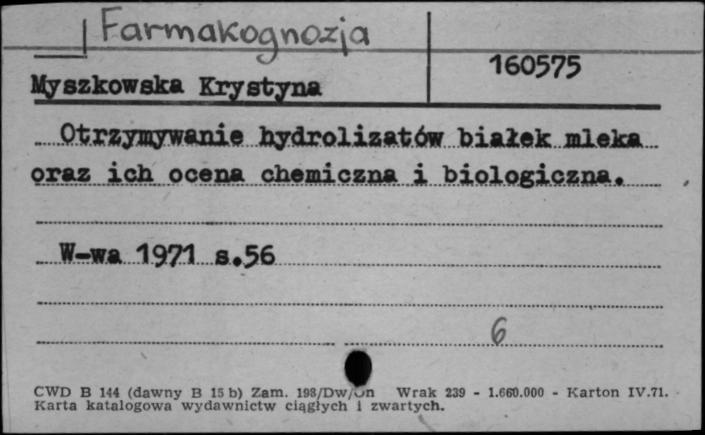 Farmakognozja
160575
Myszkowska Krystyna
Otrzymywanie hydrolizatów białek mleka
oraz ich ocena chemiczna i biologiczna.
W-wa 1971 s.56
6
CWD B 144 (dawny B 15 b) Zam. 198/Dw/On Wrak 239 - 1.660.000 - Karton IV.71.
Karta katalogowa wydawnictw ciągłych i zwartych.